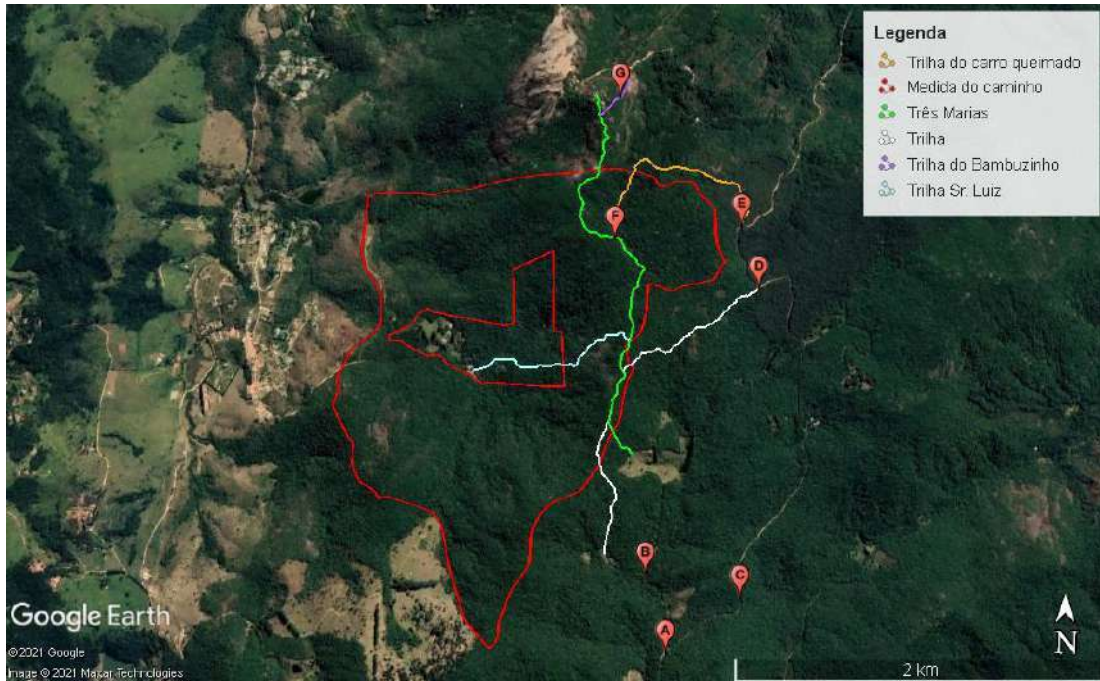 Legenda
Trilha do carro queimado
Medida do caminho
Três Marias
Trilha
Trilha do Bambuzinho
Trilha Sr. Luiz
G
F
E
D
B
C
A
Google Earth
©2021 Google
Image © 2021 Maxar Technologies
N
2 km